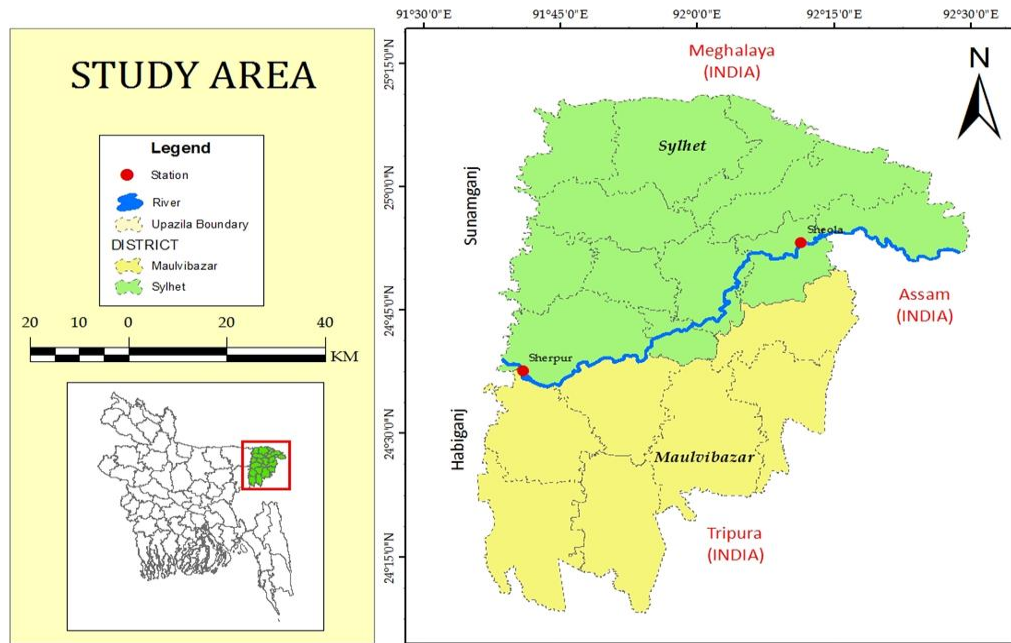 STUDY AREA
Legend
Station
River
Upazila Boundary
DISTRICT
Maulvibazar
Sylhet
20 10 0 20 40
KM
91°30'0"E 91°45'0"E 92°0'0"E 92°15'0"E 92°30'0"E
25°15'0"N
25°0'0"N
24°45'0"N
24°30'0"N
24°15'0"N
Meghalaya
(INDIA)
N
Sylhet
Sunamganj
Sheola
Assam
(INDIA)
Sherpur
Habiganj
Maulvibazar
Tripura
(INDIA)